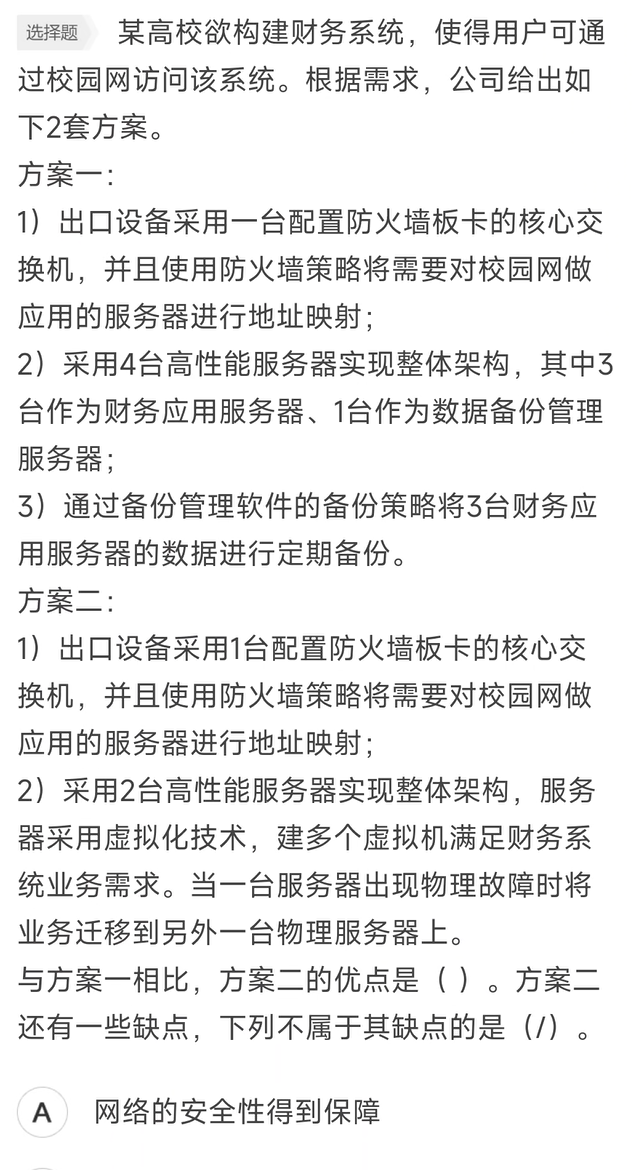 选择题 某高校欲构建财务系统，使得用户可通
过校园网访问该系统。根据需求，公司给出如
下2套方案。
方案一：
1）出口设备采用一台配置防火墙板卡的核心交
换机，并且使用防火墙策略将需要对校园网做
应用的服务器进行地址映射；
2）采用4台高性能服务器实现整体架构，其中3
台作为财务应用服务器、1台作为数据备份管理
服务器；
3）通过备份管理软件的备份策略将3台财务应
用服务器的数据进行定期备份。
方案二：
1）出口设备采用1台配置防火墙板卡的核心交
换机，并且使用防火墙策略将需要对校园网做
应用的服务器进行地址映射；
2）采用2台高性能服务器实现整体架构，服务
器采用虚拟化技术，建多个虚拟机满足财务系
统业务需求。当一台服务器出现物理故障时将
业务迁移到另外一台物理服务器上。
与方案一相比，方案二的优点是（ ）。方案二
还有一些缺点，下列不属于其缺点的是（/）。
A 网络的安全性得到保障